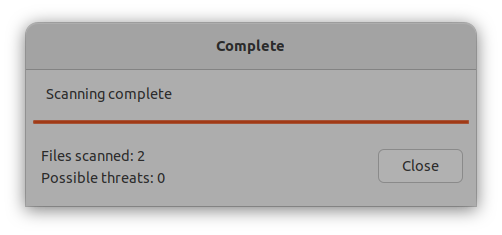 Complete
Scanning complete
Files scanned: 2
Possible threats: 0
Close